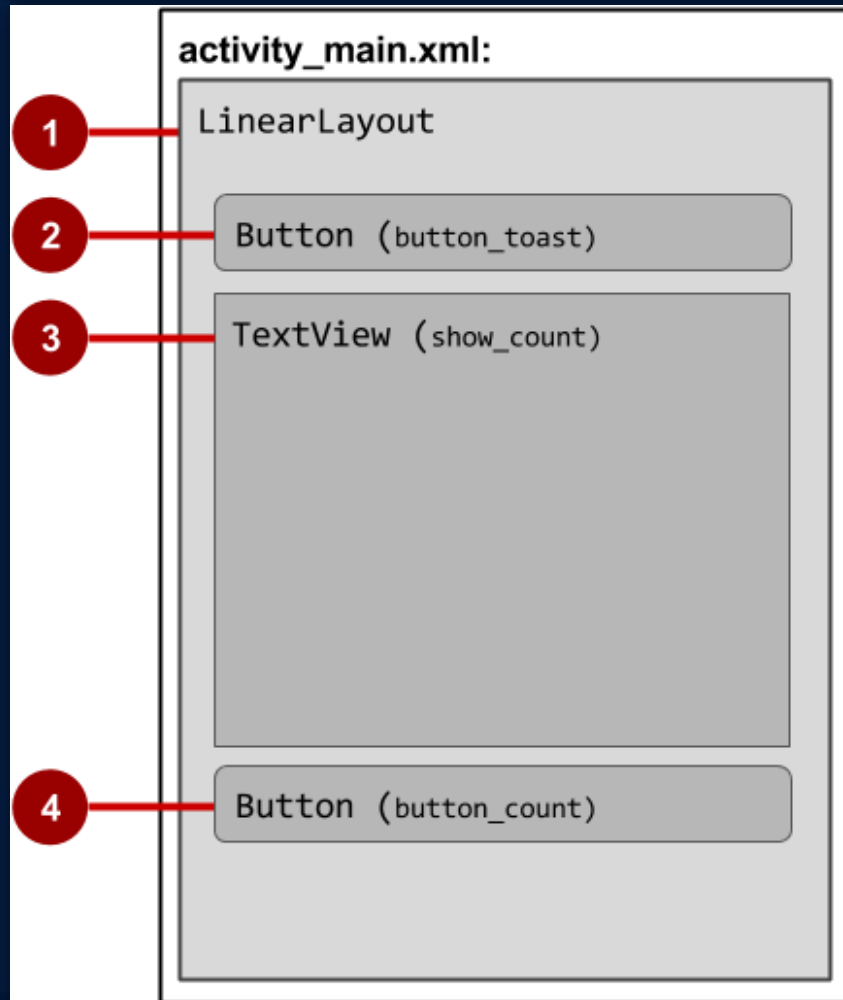 activity_main.xml:
1
LinearLayout
2
Button (button_toast)
3
TextView (show_count)
4
Button (button_count)